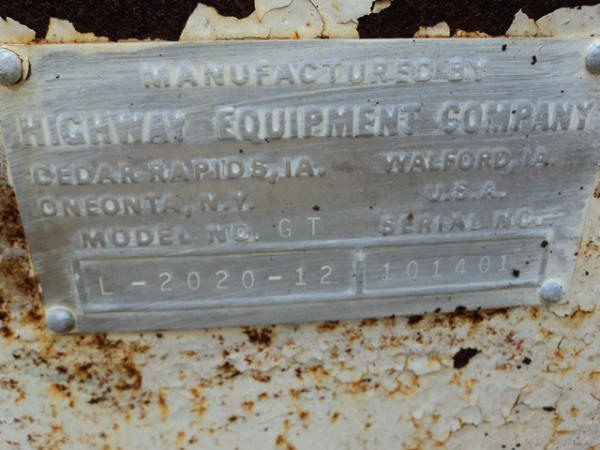 MANUFACTURED BY
HIGHWAY EQUIPMENT COMPANY
CEDAR RAPIDS, IA. WALFORD, IA.
ONEONTA, N.Y. U.S.A.
MODEL NO. GT SERIAL NO.
L-2020-12 101401